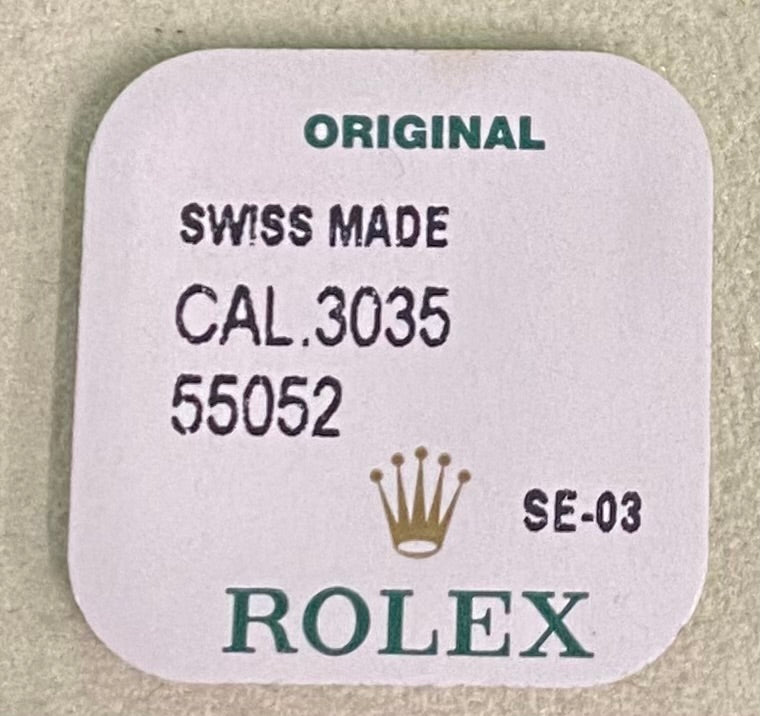 ORIGINAL
SWISS MADE
CAL.3035
55052
SE-03
ROLEX